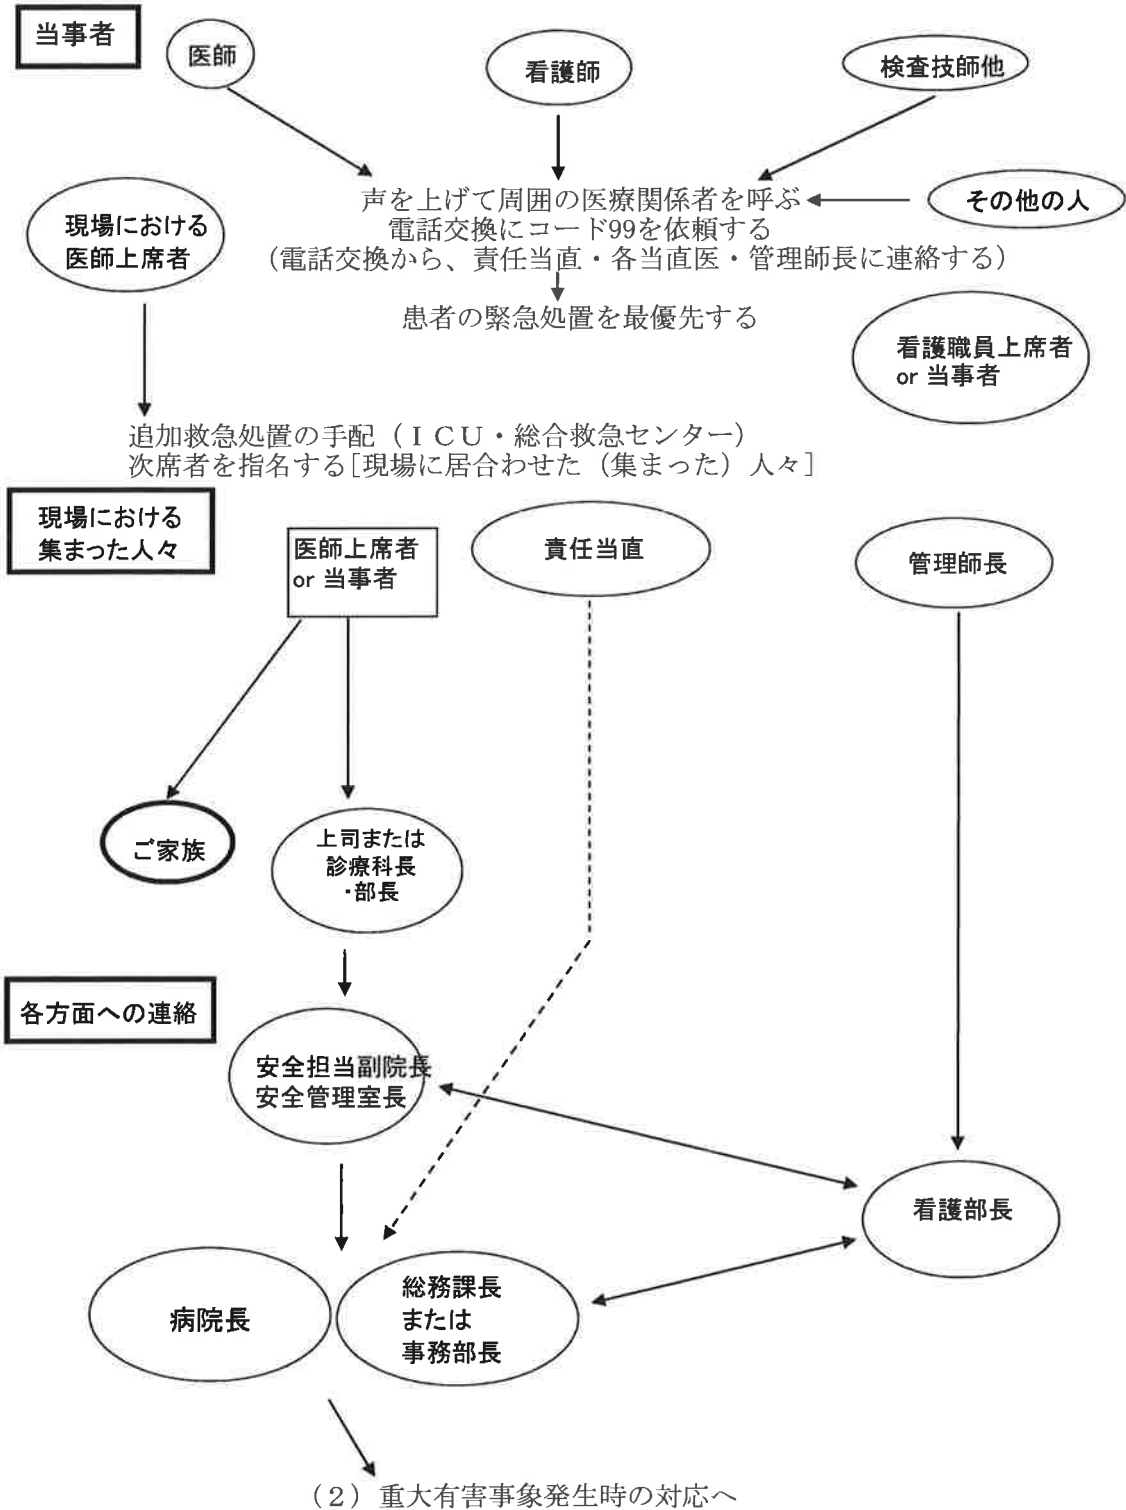 当事者
医師
看護師
検査技師他
声を上げて周囲の医療関係者を呼ぶ
電話交換にコード99を依頼する
（電話交換から、責任当直・各当直医・管理師長に連絡する）
その他の人
現場における
医師上席者
患者の緊急処置を最優先する
看護職員上席者
or 当事者
追加救急処置の手配（ＩＣＵ・総合救急センター）
次席者を指名する[現場に居合わせた（集まった）人々]
現場における
集まった人々
医師上席者
or 当事者
責任当直
管理師長
ご家族
上司または
診療科長
・部長
各方面への連絡
安全担当副院長
安全管理室長
看護部長
病院長
総務課長
または
事務部長
（２）重大有害事象発生時の対応へ